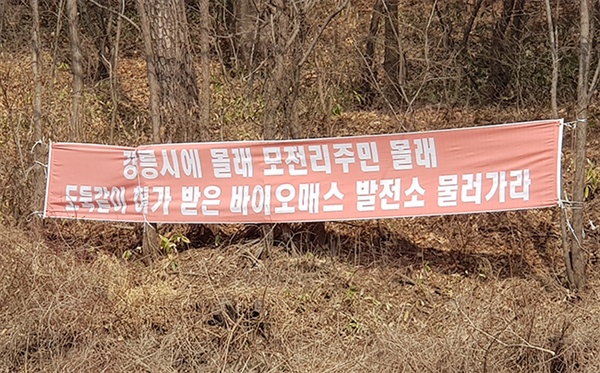 강릉시에 몰래 모전리주민 몰래
도둑같이 허가 받은 바이오매스 발전소 물러가라